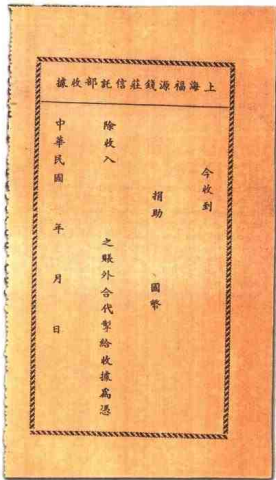 上海福源錢莊信託部收據
今收到
捐助　國幣
除收入　之賬外合代掣給收據爲憑
中華民國　年　月　日